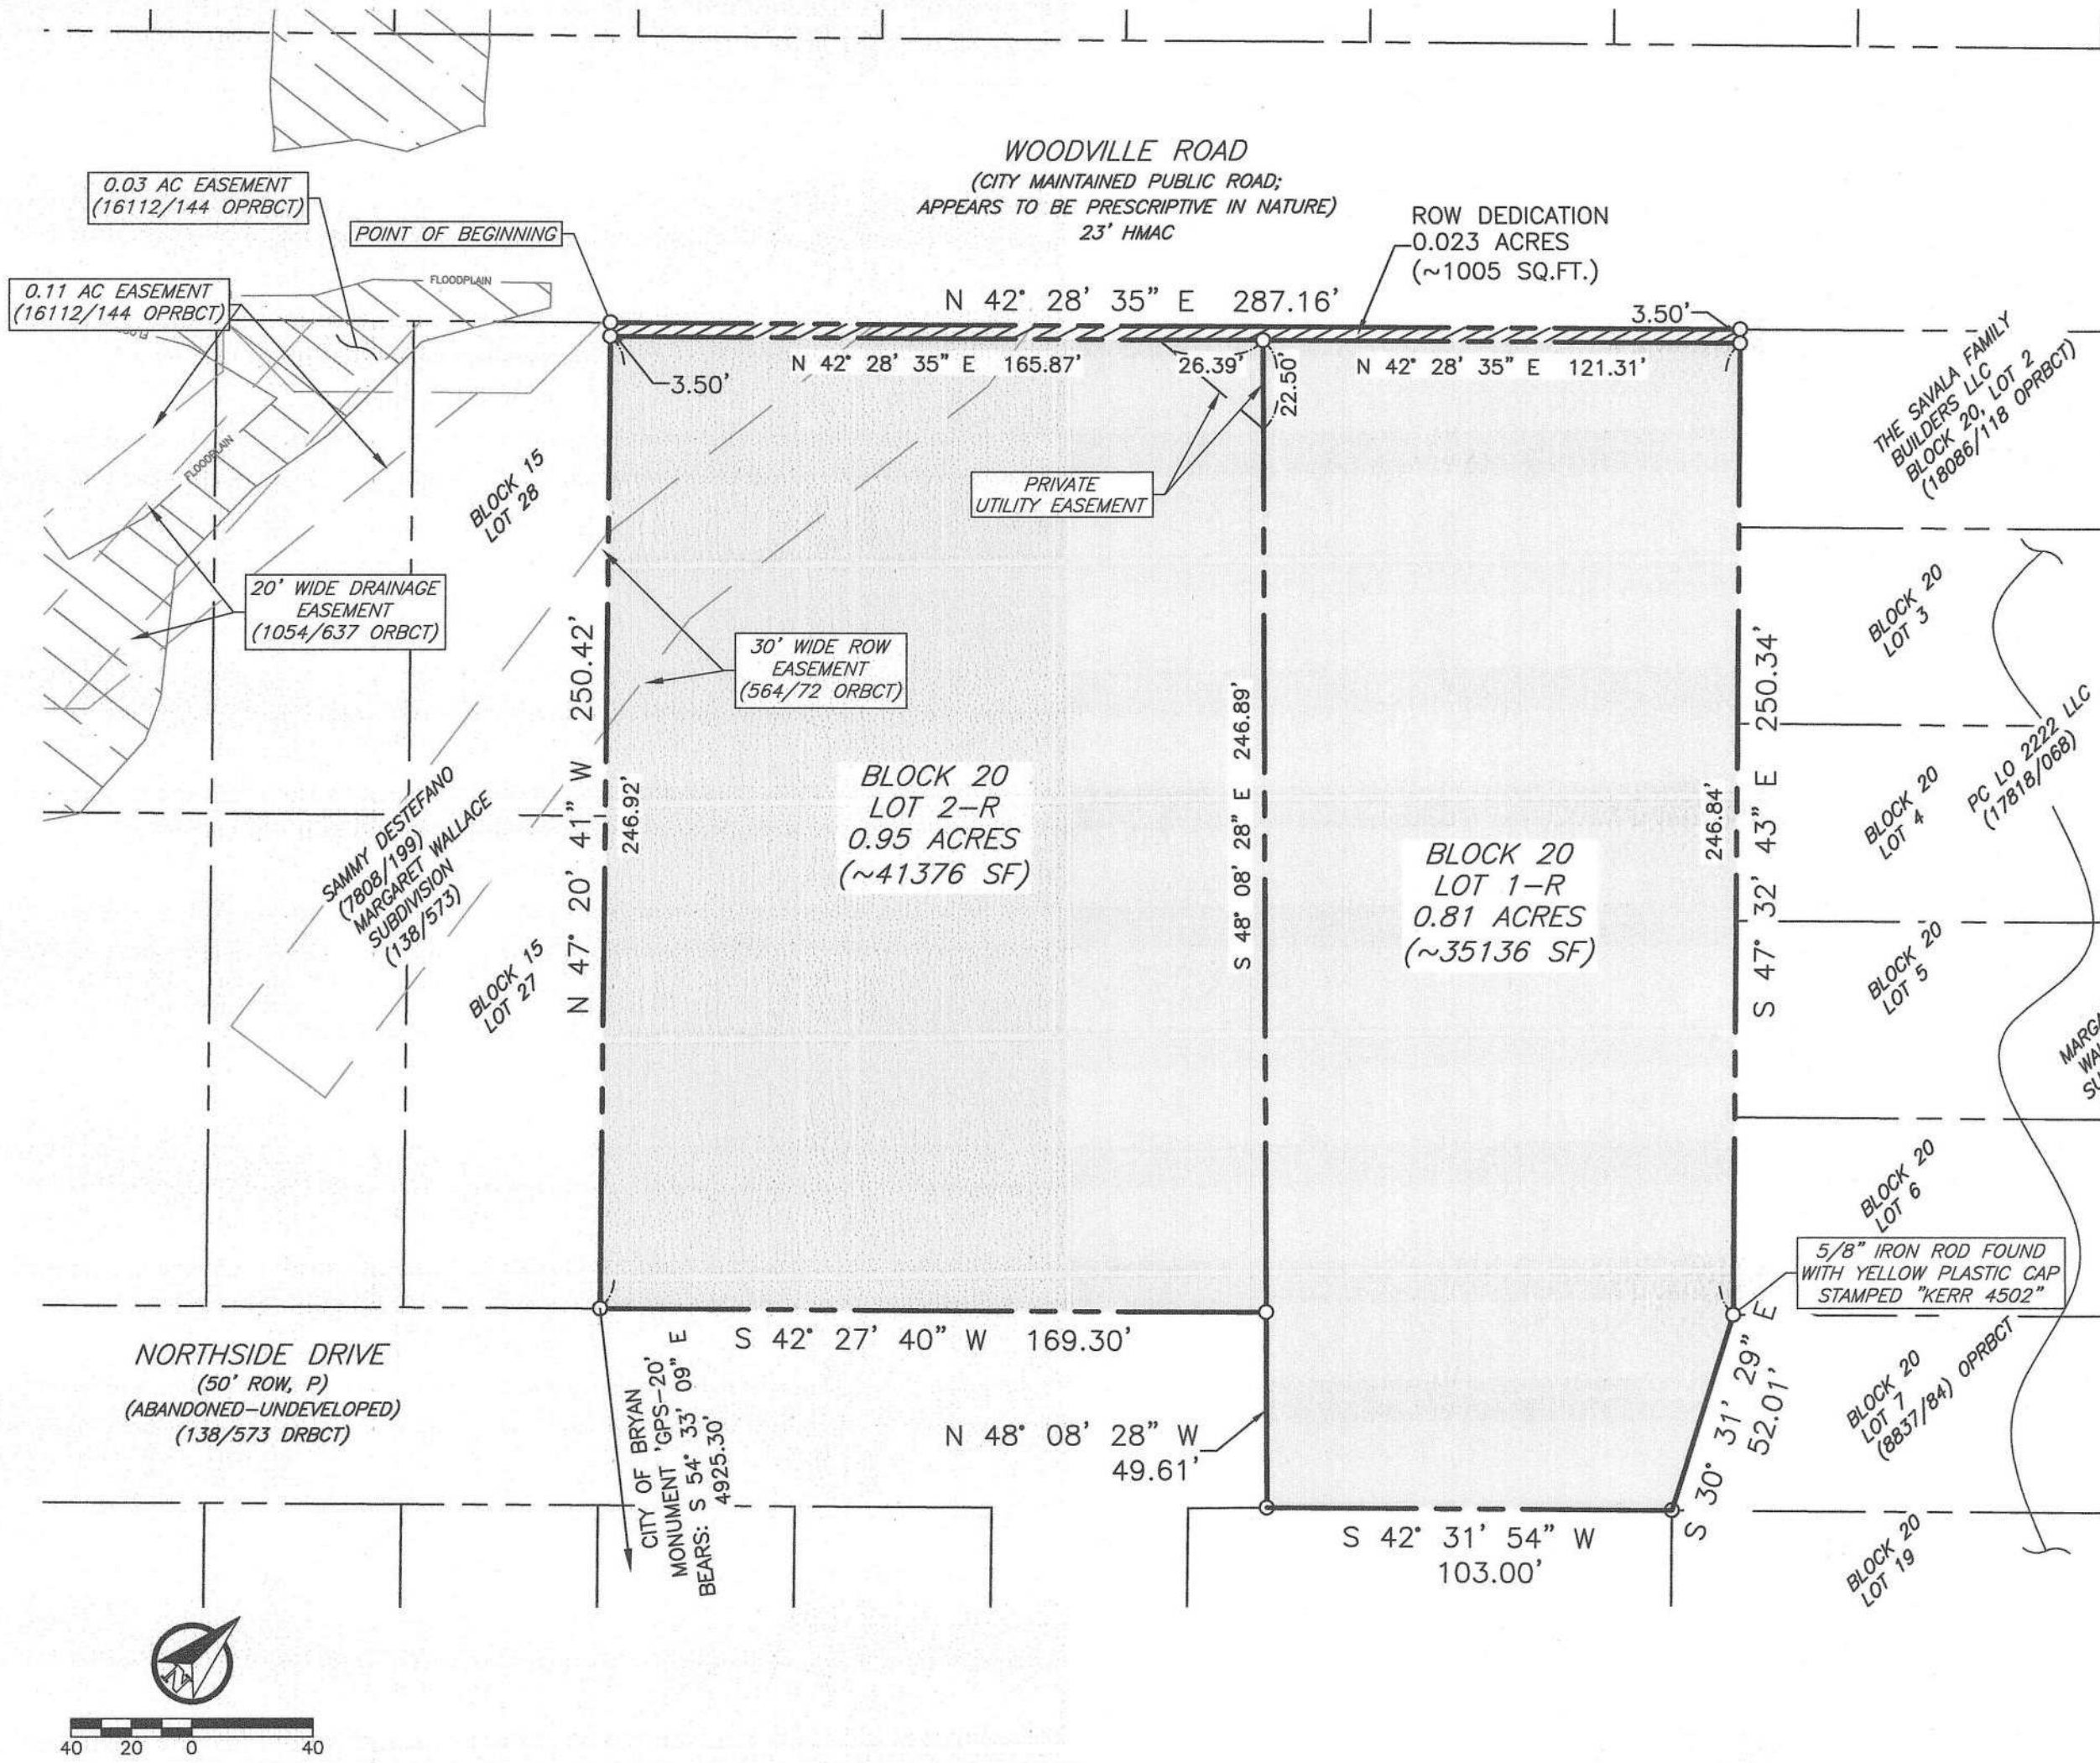 WOODVILLE ROAD
(CITY MAINTAINED PUBLIC ROAD;
APPEARS TO BE PRESCRIPTIVE IN NATURE)
23' HMAC
0.03 AC EASEMENT
(16112/144 OPRBCT)
POINT OF BEGINNING
ROW DEDICATION
0.023 ACRES
(~1005 SQ.FT.)
0.11 AC EASEMENT
(16112/144 OPRBCT)
FLOODPLAIN
N 42° 28' 35" E 287.16'
3.50'
3.50'
N 42° 28' 35" E 165.87'
26.39'
22.50'
N 42° 28' 35" E 121.31'
THE SAVALA FAMILY
BUILDERS LLC
BLOCK 20, LOT 2
(18086/118 OPRBCT)
FLOODPLAIN
BLOCK 15
LOT 28
PRIVATE
UTILITY EASEMENT
20' WIDE DRAINAGE
EASEMENT
(1054/637 ORBCT)
30' WIDE ROW
EASEMENT
(564/72 ORBCT)
BLOCK 20
LOT 3
N 47° 20' 41" W 250.42'
246.92'
S 48° 08' 28" E 246.89'
246.84'
S 47° 32' 43" E 250.34'
BLOCK 20
LOT 2-R
0.95 ACRES
(~41376 SF)
BLOCK 20
LOT 1-R
0.81 ACRES
(~35136 SF)
BLOCK 20
LOT 4
PC LO 2222 LLC
(17818/068)
SAMMY DESTEFANO
(7808/199)
MARGARET WALLACE
SUBDIVISION
(138/573)
BLOCK 15
LOT 27
BLOCK 20
LOT 5
BLOCK 20
LOT 6
5/8" IRON ROD FOUND
WITH YELLOW PLASTIC CAP
STAMPED "KERR 4502"
S 42° 27' 40" W 169.30'
NORTHSIDE DRIVE
(50' ROW, P)
(ABANDONED-UNDEVELOPED)
(138/573 DRBCT)
CITY OF BRYAN
MONUMENT 'GPS-20'
BEARS: S 54° 33' 09" E
4925.30'
N 48° 08' 28" W
49.61'
S 30° 31' 29" E
52.01'
BLOCK 20
LOT 7
(8837/84) OPRBCT
S 42° 31' 54" W
103.00'
BLOCK 20
LOT 19
N
40 20 0 40